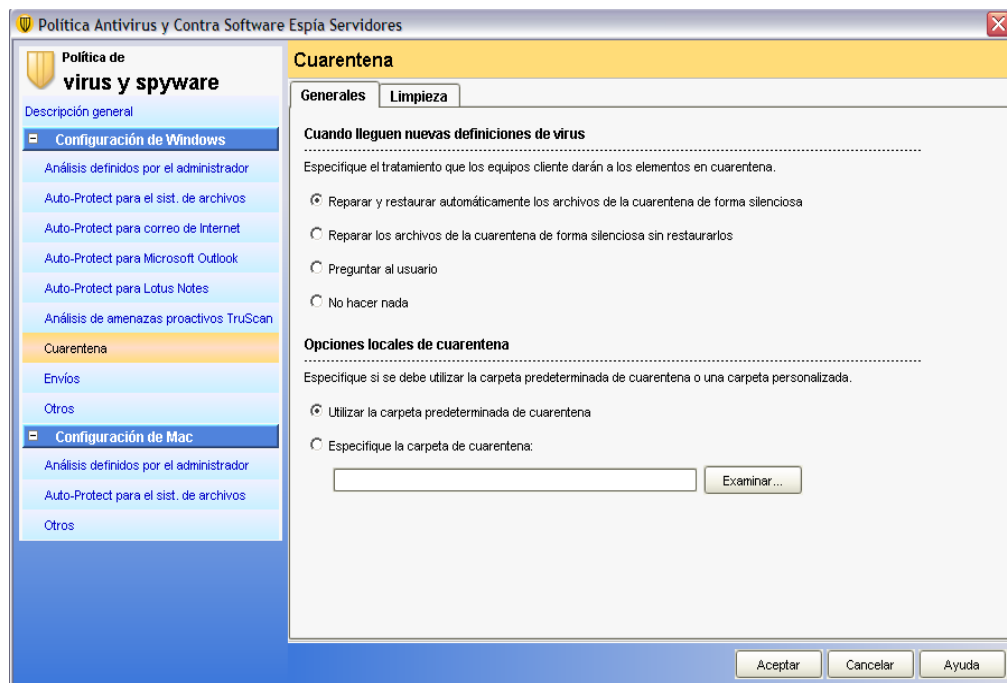 Política Antivirus y Contra Software Espía Servidores
Política de
virus y spyware
Descripción general
Configuración de Windows
Análisis definidos por el administrador
Auto-Protect para el sist. de archivos
Auto-Protect para correo de Internet
Auto-Protect para Microsoft Outlook
Auto-Protect para Lotus Notes
Análisis de amenazas proactivos TruScan
Cuarentena
Envíos
Otros
Configuración de Mac
Análisis definidos por el administrador
Auto-Protect para el sist. de archivos
Otros
Cuarentena
Generales
Limpieza
Cuando lleguen nuevas definiciones de virus
Especifique el tratamiento que los equipos cliente darán a los elementos en cuarentena.
Reparar y restaurar automáticamente los archivos de la cuarentena de forma silenciosa
Reparar los archivos de la cuarentena de forma silenciosa sin restaurarlos
Preguntar al usuario
No hacer nada
Opciones locales de cuarentena
Especifique si se debe utilizar la carpeta predeterminada de cuarentena o una carpeta personalizada.
Utilizar la carpeta predeterminada de cuarentena
Especifique la carpeta de cuarentena:
Examinar...
Aceptar
Cancelar
Ayuda